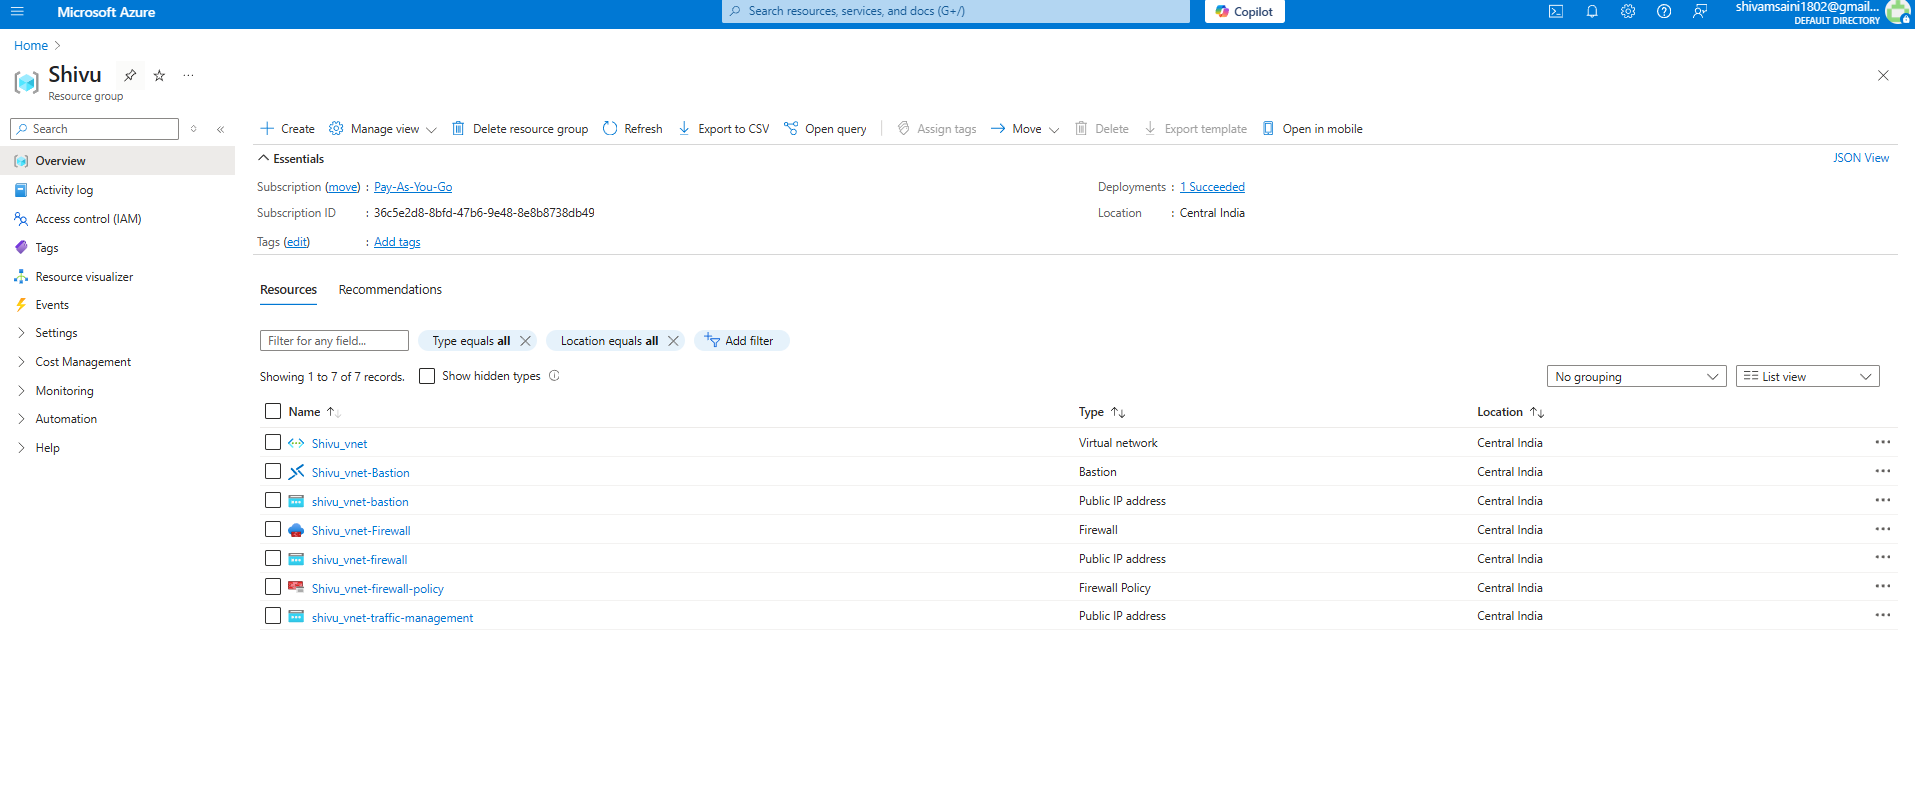 Microsoft Azure
Search resources, services, and docs (G+/)
Copilot
shivamsaini1802@gmail...
DEFAULT DIRECTORY
Home
Shivu
Resource group
Search
Create
Manage view
Delete resource group
Refresh
Export to CSV
Open query
Assign tags
Move
Delete
Export template
Open in mobile
Overview
Activity log
Access control (IAM)
Tags
Resource visualizer
Events
Settings
Cost Management
Monitoring
Automation
Help
Essentials
JSON View
Subscription (move) : Pay-As-You-Go
Deployments : 1 Succeeded
Subscription ID : 36c5e2d8-8bfd-47b6-9e48-8e8b8738db49
Location : Central India
Tags (edit) : Add tags
Resources Recommendations
Filter for any field...
Type equals all
Location equals all
Add filter
Showing 1 to 7 of 7 records.
Show hidden types
No grouping
List view
Name Type Location
Shivu_vnet Virtual network Central India
Shivu_vnet-Bastion Bastion Central India
shivu_vnet-bastion Public IP address Central India
Shivu_vnet-Firewall Firewall Central India
shivu_vnet-firewall Public IP address Central India
Shivu_vnet-firewall-policy Firewall Policy Central India
shivu_vnet-traffic-management Public IP address Central India